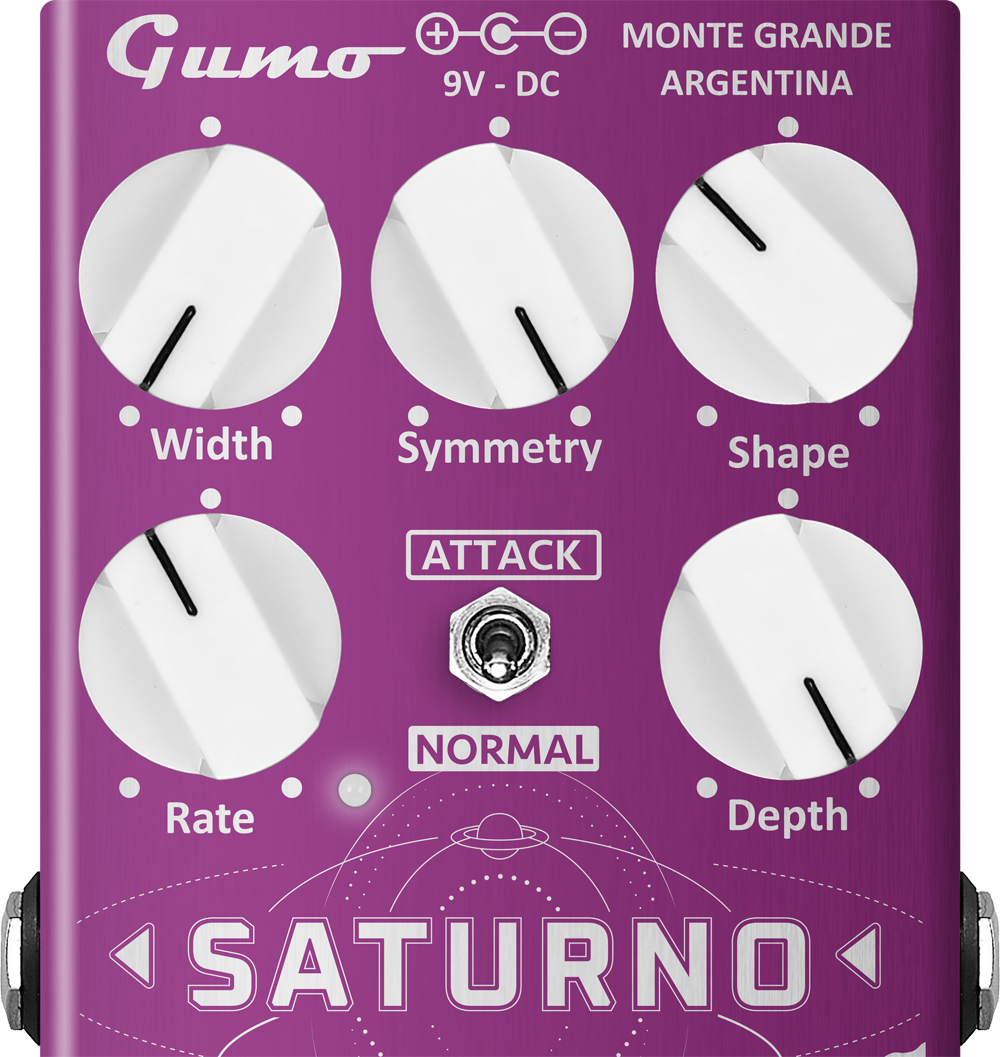 Gumo
9V - DC
MONTE GRANDE
ARGENTINA
Width
Symmetry
Shape
ATTACK
NORMAL
Rate
Depth
SATURNO